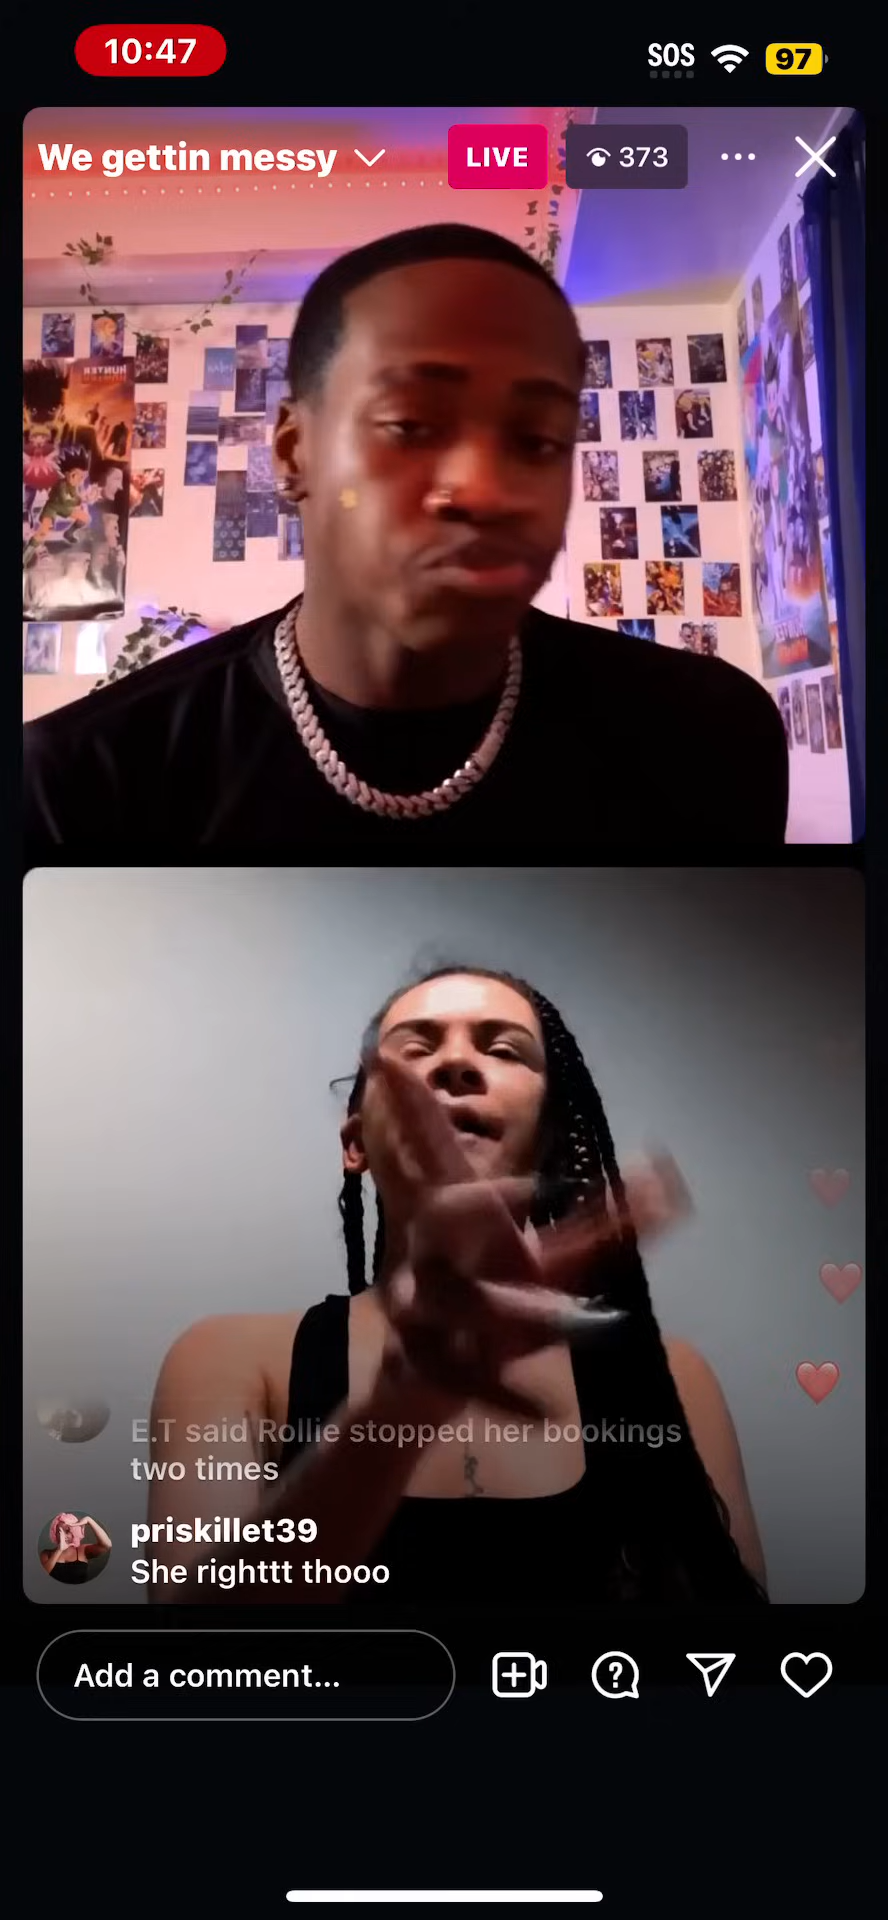 10:47
SOS
97
We gettin messy
LIVE
373
E.T said Rollie stopped her bookings
two times
priskillet39
She righttt thooo
Add a comment...